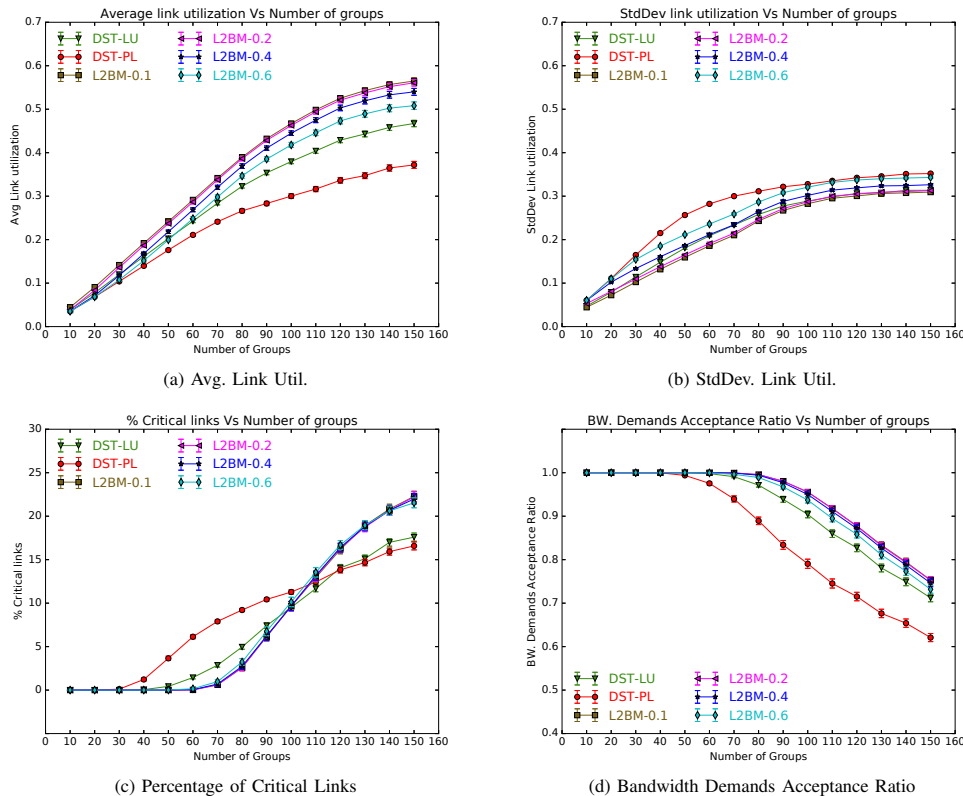 Average link utilization Vs Number of groups
0.7
0.6
0.5
0.4
0.3
0.2
0.1
0.0
Avg Link utilization
DST-LU
DST-PL
L2BM-0.1
L2BM-0.2
L2BM-0.4
L2BM-0.6
0 10 20 30 40 50 60 70 80 90 100 110 120 130 140 150 160
Number of Groups
(a) Avg. Link Util.
StdDev link utilization Vs Number of groups
0.7
0.6
0.5
0.4
0.3
0.2
0.1
0.0
StdDev Link utilization
DST-LU
DST-PL
L2BM-0.1
L2BM-0.2
L2BM-0.4
L2BM-0.6
0 10 20 30 40 50 60 70 80 90 100 110 120 130 140 150 160
Number of Groups
(b) StdDev. Link Util.
% Critical links Vs Number of groups
30
25
20
15
10
5
0
% Critical links
DST-LU
DST-PL
L2BM-0.1
L2BM-0.2
L2BM-0.4
L2BM-0.6
0 10 20 30 40 50 60 70 80 90 100 110 120 130 140 150 160
Number of Groups
(c) Percentage of Critical Links
BW. Demands Acceptance Ratio Vs Number of groups
1.0
0.9
0.8
0.7
0.6
0.5
0.4
BW. Demands Acceptance Ratio
DST-LU
DST-PL
L2BM-0.1
L2BM-0.2
L2BM-0.4
L2BM-0.6
0 10 20 30 40 50 60 70 80 90 100 110 120 130 140 150 160
Number of Groups
(d) Bandwidth Demands Acceptance Ratio